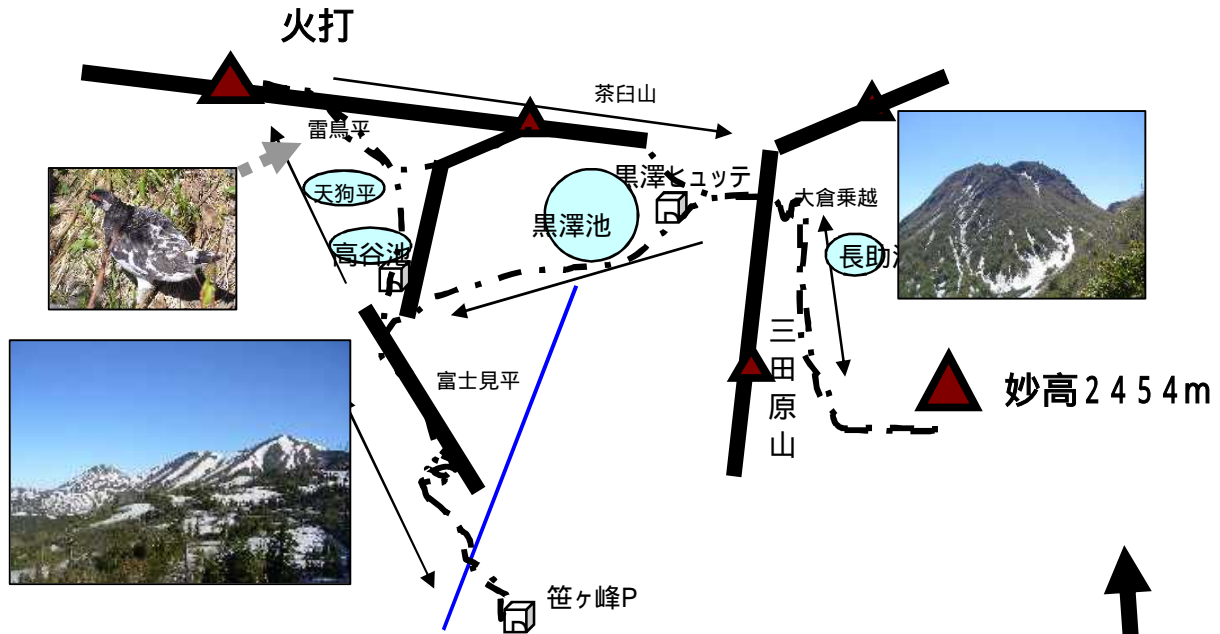 火打
茶臼山
雷鳥平
黒澤ヒュッテ
天狗平
大倉乗越
黒澤池
高谷池
長助
三田原山
富士見平
妙高2454m
笹ヶ峰P